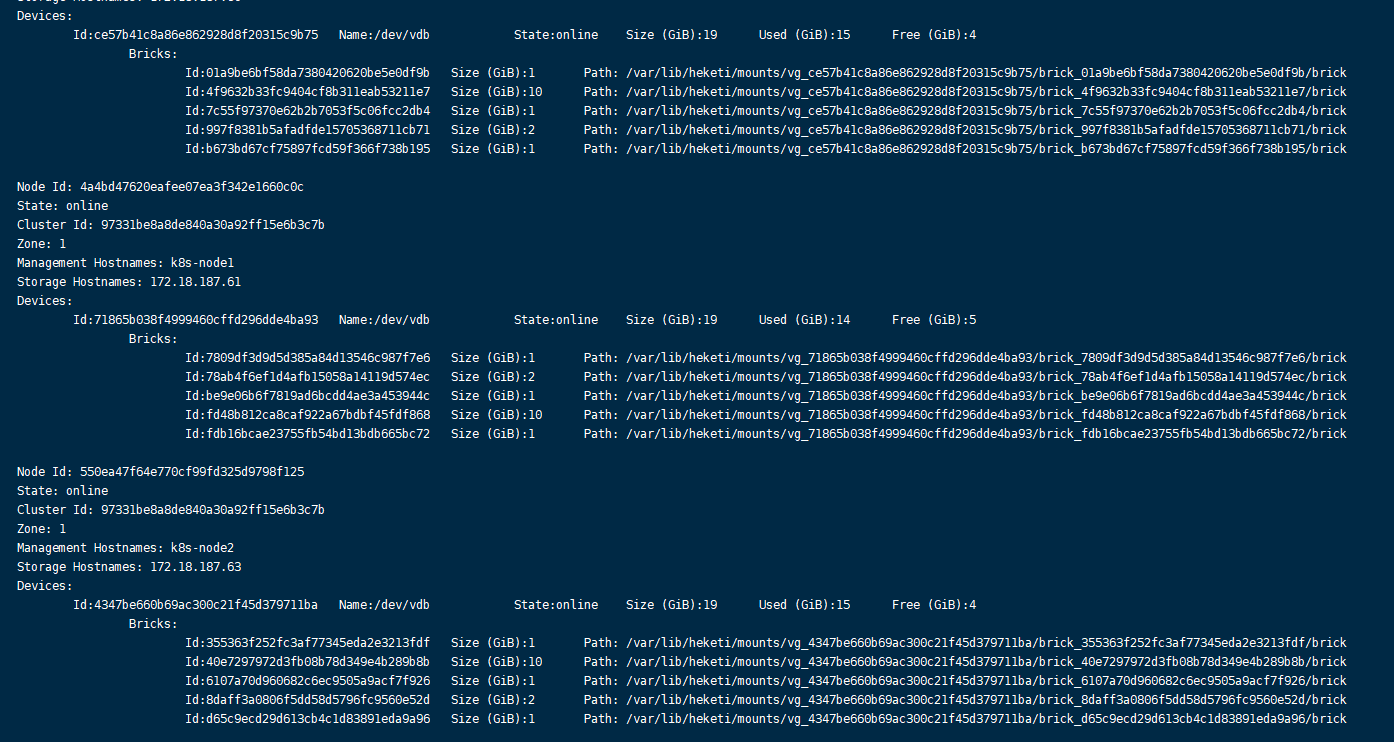 Devices:
Id:ce57b41c8a86e862928d8f20315c9b75 Name:/dev/vdb State:online Size (GiB):19 Used (GiB):15 Free (GiB):4
Bricks:
Id:01a9be6bf58da7380420620be5e0df9b Size (GiB):1 Path: /var/lib/heketi/mounts/vg_ce57b41c8a86e862928d8f20315c9b75/brick_01a9be6bf58da7380420620be5e0df9b/brick
Id:4f9632b33fc9404cf8b311eab53211e7 Size (GiB):10 Path: /var/lib/heketi/mounts/vg_ce57b41c8a86e862928d8f20315c9b75/brick_4f9632b33fc9404cf8b311eab53211e7/brick
Id:7c55f97370e62b2b7053f5c06fcc2db4 Size (GiB):1 Path: /var/lib/heketi/mounts/vg_ce57b41c8a86e862928d8f20315c9b75/brick_7c55f97370e62b2b7053f5c06fcc2db4/brick
Id:997f8381b5afadfde15705368711cb71 Size (GiB):2 Path: /var/lib/heketi/mounts/vg_ce57b41c8a86e862928d8f20315c9b75/brick_997f8381b5afadfde15705368711cb71/brick
Id:b673bd67cf75897fcd59f366f738b195 Size (GiB):1 Path: /var/lib/heketi/mounts/vg_ce57b41c8a86e862928d8f20315c9b75/brick_b673bd67cf75897fcd59f366f738b195/brick
Node Id: 4a4bd47620eafee07ea3f342e1660c0c
State: online
Cluster Id: 97331be8a8de840a30a92ff15e6b3c7b
Zone: 1
Management Hostnames: k8s-node1
Storage Hostnames: 172.18.187.61
Devices:
Id:71865b038f4999460cffd296dde4ba93 Name:/dev/vdb State:online Size (GiB):19 Used (GiB):14 Free (GiB):5
Bricks:
Id:7809df3d9d5d385a84d13546c987f7e6 Size (GiB):1 Path: /var/lib/heketi/mounts/vg_71865b038f4999460cffd296dde4ba93/brick_7809df3d9d5d385a84d13546c987f7e6/brick
Id:78ab4f6ef1d4afb15058a14119d574ec Size (GiB):2 Path: /var/lib/heketi/mounts/vg_71865b038f4999460cffd296dde4ba93/brick_78ab4f6ef1d4afb15058a14119d574ec/brick
Id:be9e06b6f7819ad6bcdd4ae3a453944c Size (GiB):1 Path: /var/lib/heketi/mounts/vg_71865b038f4999460cffd296dde4ba93/brick_be9e06b6f7819ad6bcdd4ae3a453944c/brick
Id:fd48b812ca8caf922a67bdbf45fdf868 Size (GiB):10 Path: /var/lib/heketi/mounts/vg_71865b038f4999460cffd296dde4ba93/brick_fd48b812ca8caf922a67bdbf45fdf868/brick
Id:fdb16bcae23755fb54bd13bdb665bc72 Size (GiB):1 Path: /var/lib/heketi/mounts/vg_71865b038f4999460cffd296dde4ba93/brick_fdb16bcae23755fb54bd13bdb665bc72/brick
Node Id: 550ea47f64e770cf99fd325d9798f125
State: online
Cluster Id: 97331be8a8de840a30a92ff15e6b3c7b
Zone: 1
Management Hostnames: k8s-node2
Storage Hostnames: 172.18.187.63
Devices:
Id:4347be660b69ac300c21f45d379711ba Name:/dev/vdb State:online Size (GiB):19 Used (GiB):15 Free (GiB):4
Bricks:
Id:355363f252fc3af77345eda2e3213fdf Size (GiB):1 Path: /var/lib/heketi/mounts/vg_4347be660b69ac300c21f45d379711ba/brick_355363f252fc3af77345eda2e3213fdf/brick
Id:40e7297972d3fb08b78d349e4b289b8b Size (GiB):10 Path: /var/lib/heketi/mounts/vg_4347be660b69ac300c21f45d379711ba/brick_40e7297972d3fb08b78d349e4b289b8b/brick
Id:6107a70d960682c6ec9505a9acf7f926 Size (GiB):1 Path: /var/lib/heketi/mounts/vg_4347be660b69ac300c21f45d379711ba/brick_6107a70d960682c6ec9505a9acf7f926/brick
Id:8daff3a0806f5dd58d5796fc9560e52d Size (GiB):2 Path: /var/lib/heketi/mounts/vg_4347be660b69ac300c21f45d379711ba/brick_8daff3a0806f5dd58d5796fc9560e52d/brick
Id:d65c9ecd29d613cb4c1d83891eda9a96 Size (GiB):1 Path: /var/lib/heketi/mounts/vg_4347be660b69ac300c21f45d379711ba/brick_d65c9ecd29d613cb4c1d83891eda9a96/brick